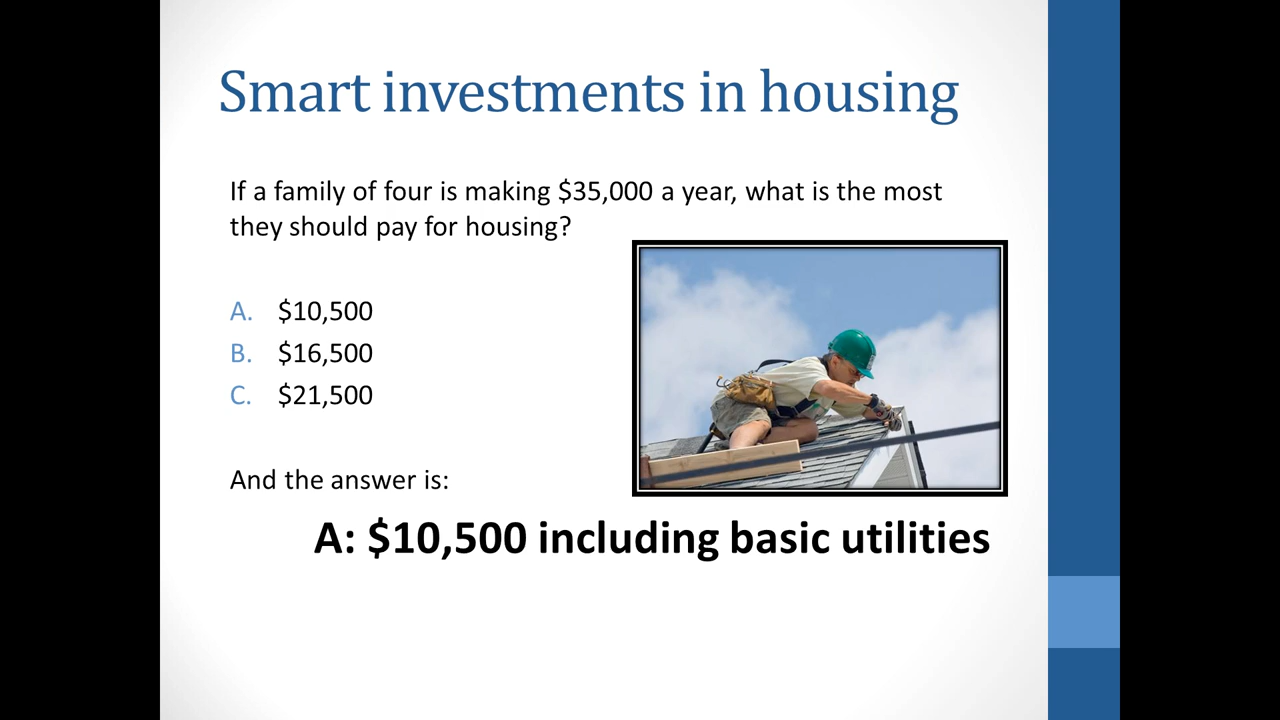 Smart investments in housing
If a family of four is making $35,000 a year, what is the most
they should pay for housing?
A. $10,500
B. $16,500
C. $21,500
And the answer is:
A: $10,500 including basic utilities